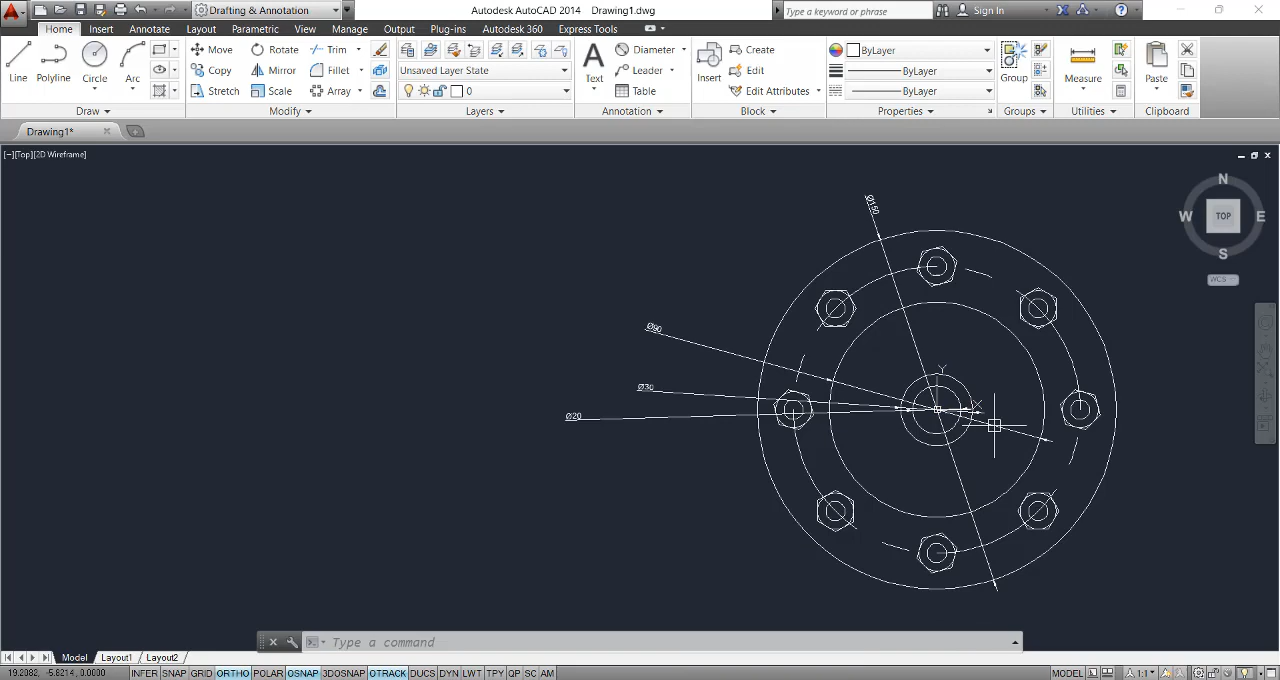 Drafting & Annotation
Autodesk AutoCAD 2014 Drawing1.dwg
Type a keyword or phrase
Sign In
Home Insert Annotate Layout Parametric View Manage Output Plug-ins Autodesk 360 Express Tools
Line
Polyline
Circle
Arc
Move
Rotate
Trim
Copy
Mirror
Fillet
Stretch
Scale
Array
Unsaved Layer State
0
Text
Diameter
Leader
Table
Insert
Create
Edit
Edit Attributes
ByLayer
ByLayer
ByLayer
Group
Measure
Paste
Draw
Modify
Layers
Annotation
Block
Properties
Groups
Utilities
Clipboard
Drawing1*
[−][Top][2D Wireframe]
N
W
TOP
E
S
WCS
Ø150
Ø90
Ø30
Ø20
Y
X
Type a command
Model Layout1 Layout2
19.2082, -5.8214, 0.0000
INFER SNAP GRID ORTHO POLAR OSNAP 3DOSNAP OTRACK DUCS DYN LWT TPY QP SC AM
MODEL
1:1